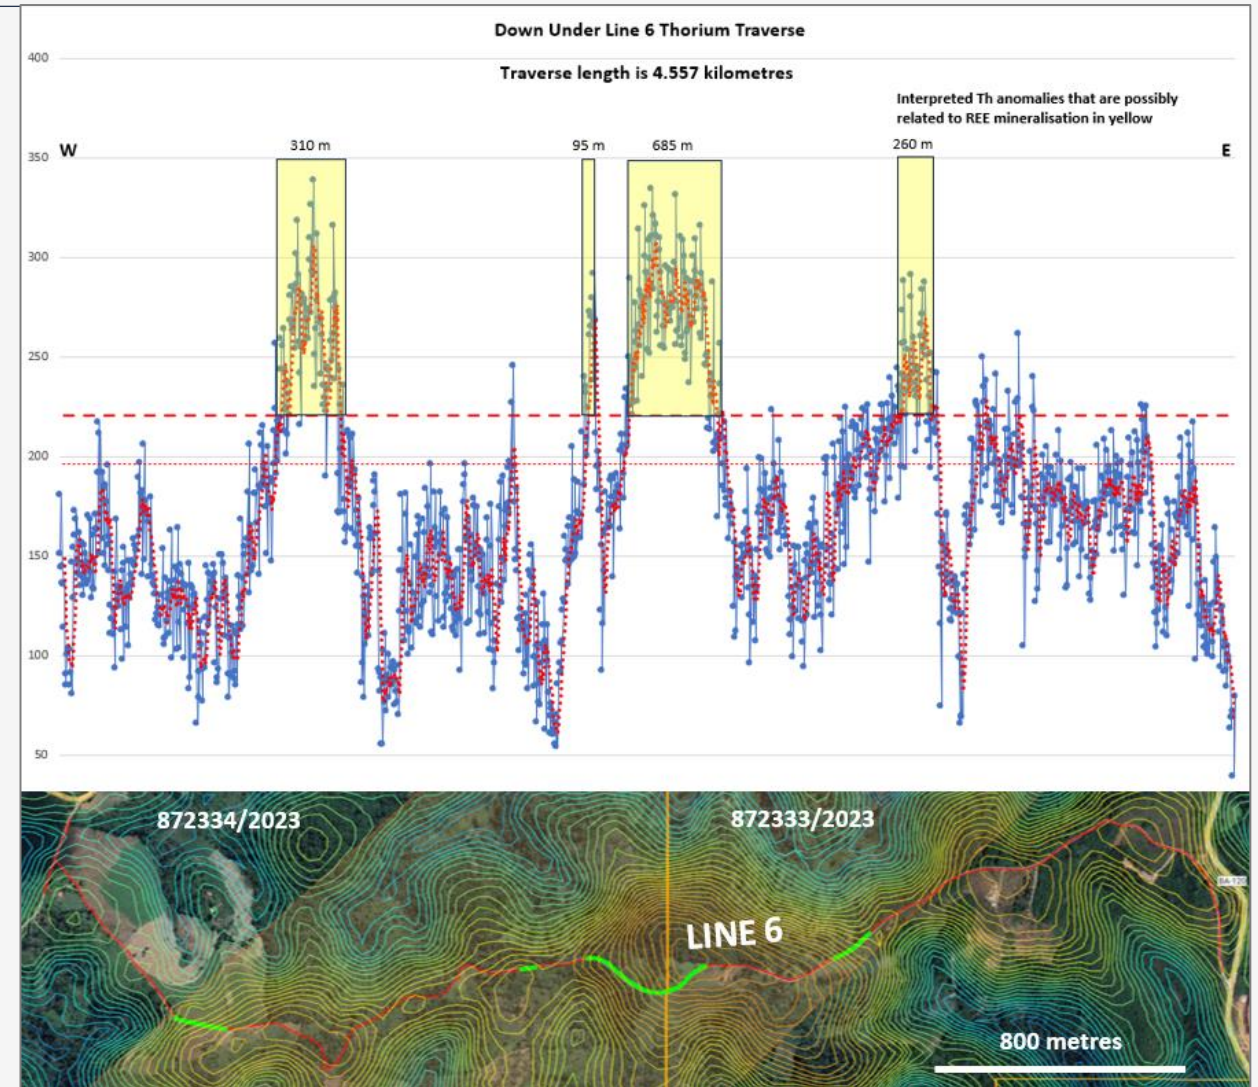 Down Under Line 6 Thorium Traverse
Traverse length is 4.557 kilometres
Interpreted Th anomalies that are possibly
related to REE mineralisation in yellow
400
350
300
250
200
150
100
50
W
310 m
95 m
685 m
260 m
E
872334/2023
872333/2023
BA-120
LINE 6
800 metres